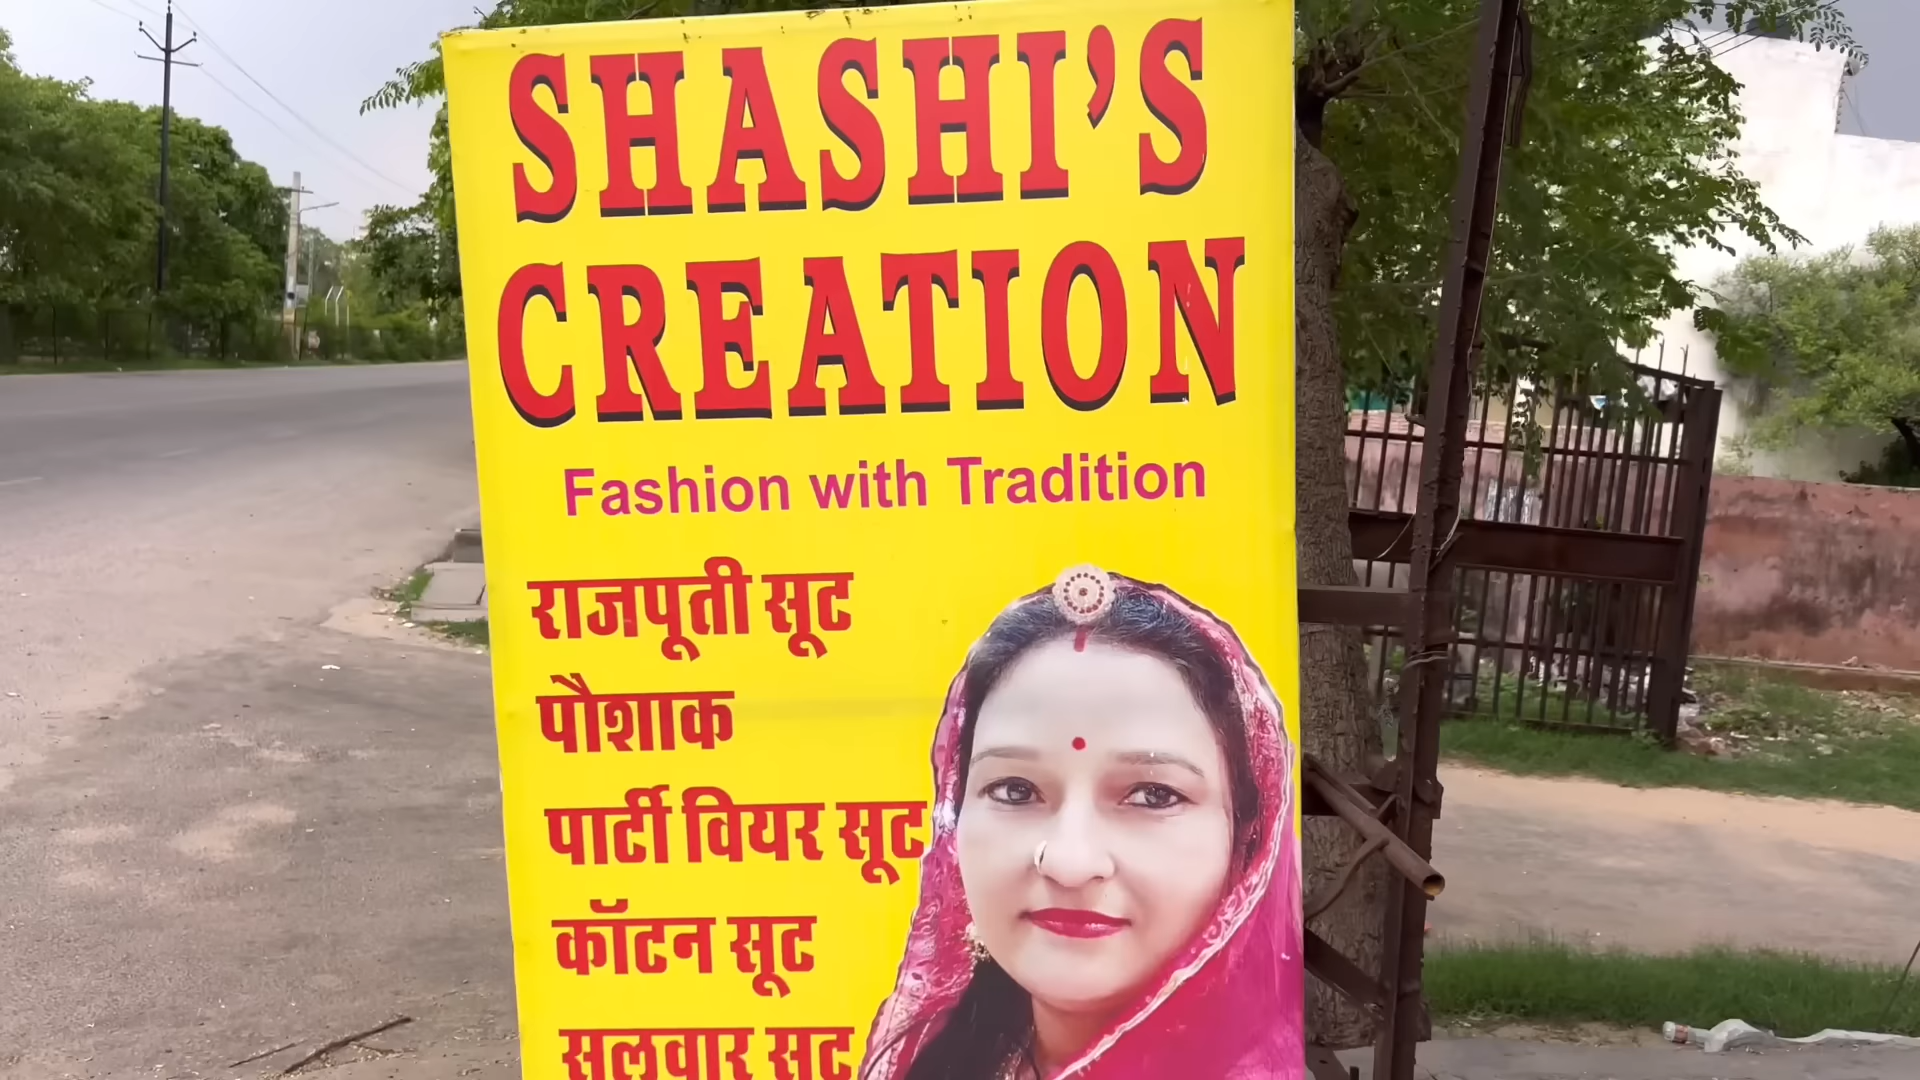 SHASHI'S
CREATION
Fashion with Tradition
राजपूती सूट
पौशाक
पार्टी वियर सूट
कॉटन सूट
सलवार सूट